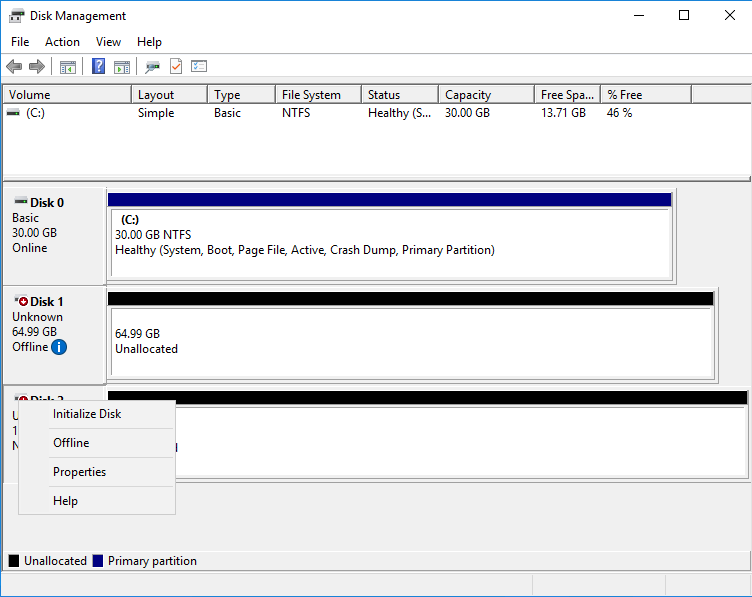 Disk Management
File Action View Help
Volume Layout Type File System Status Capacity Free Spa... % Free
(C:) Simple Basic NTFS Healthy (S... 30.00 GB 13.71 GB 46 %
Disk 0
Basic
30.00 GB
Online
(C:)
30.00 GB NTFS
Healthy (System, Boot, Page File, Active, Crash Dump, Primary Partition)
Disk 1
Unknown
64.99 GB
Offline
64.99 GB
Unallocated
Initialize Disk
Offline
Properties
Help
Unallocated Primary partition